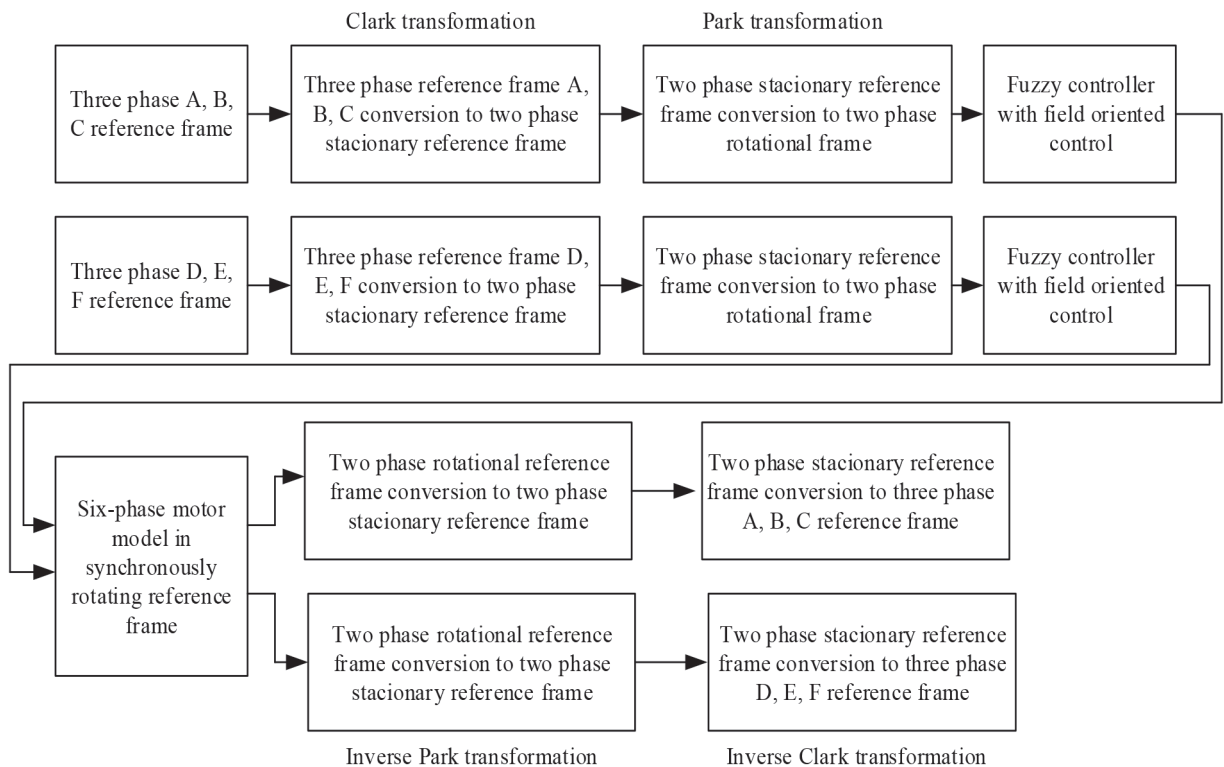 Clark transformation
Park transformation
Three phase A, B,
C reference frame
Three phase reference frame A,
B, C conversion to two phase
stacionary reference frame
Two phase stacionary reference
frame conversion to two phase
rotational frame
Fuzzy controller
with field oriented
control
Three phase D, E,
F reference frame
Three phase reference frame D,
E, F conversion to two phase
stacionary reference frame
Two phase stacionary reference
frame conversion to two phase
rotational frame
Fuzzy controller
with field oriented
control
Six-phase motor
model in
synchronously
rotating reference
frame
Two phase rotational reference
frame conversion to two phase
stacionary reference frame
Two phase stacionary reference
frame conversion to three phase
A, B, C reference frame
Two phase rotational reference
frame conversion to two phase
stacionary reference frame
Two phase stacionary reference
frame conversion to three phase
D, E, F reference frame
Inverse Park transformation
Inverse Clark transformation